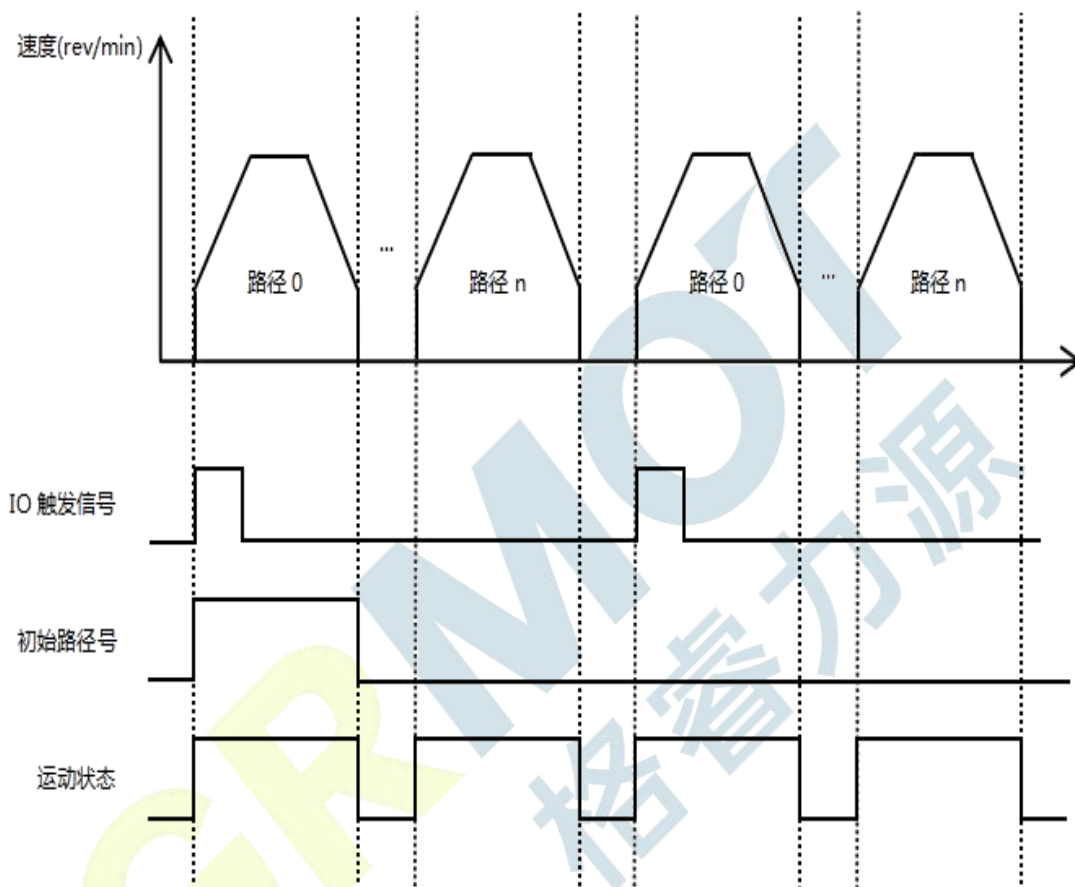 速度(rev/min)
...
...
路径 0
路径 n
路径 0
路径 n
IO 触发信号
初始路径号
运动状态
GRMOT
格睿力源